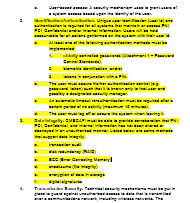 c. User-based access: A security mechanism used to grant users of
a system access based upon the identity of the user.
2. Identification/Authentication. Unique user identification (user id) and
authentication is required for all systems that maintain or access PHI,
PCI, Confidential and/or Internal Information. Users will be held
accountable for all actions performed on the system with their user id.
a. At least one of the following authentication methods must be
implemented:
1. strictly controlled passwords (Attachment 1 – Password
Control Standards),
2. biometric identification, and/or
3. tokens in conjunction with a PIN.
b. The user must secure his/her authentication control (e.g.
password, token) such that it is known only to that user and
possibly a designated security manager.
c. An automatic timeout re-authentication must be required after a
certain period of no activity (maximum 15 minutes).
d. The user must log off or secure the system when leaving it.
3. Data Integrity. must be able to provide corroboration that PHI,
PCI, Confidential, and Internal Information has not been altered or
destroyed in an unauthorized manner. Listed below are some methods
that support data integrity:
a. transaction audit
b. disk redundancy (RAID)
c. ECC (Error Correcting Memory)
d. checksums (file integrity)
e. encryption of data in storage
f. digital signatures
4. Transmission Security. Technical security mechanisms must be put in
place to guard against unauthorized access to data that is transmitted
over a communications network, including wireless networks. The